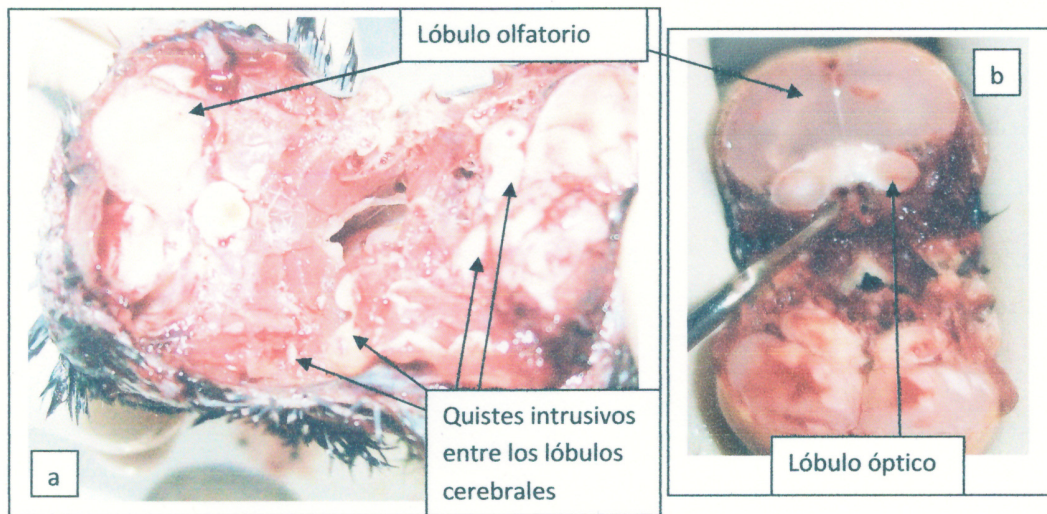 Lóbulo olfatorio
b
Quistes intrusivos
entre los lóbulos
cerebrales
a
Lóbulo óptico